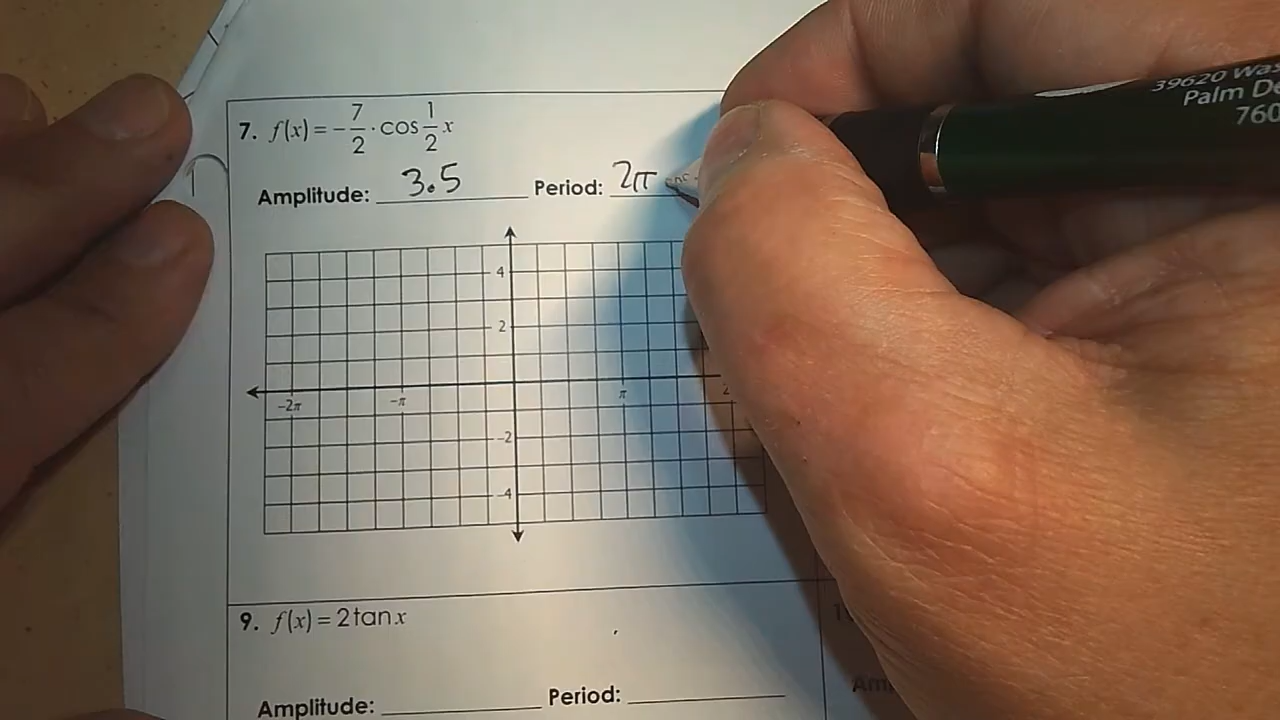 7. f(x) = -7/2 · cos 1/2 x
Amplitude: 3.5 Period: 2π
4
2
-2π -π π 2
-2
-4
9. f(x) = 2 tan x
Amplitude: Period:
39620 Was
Palm De
760